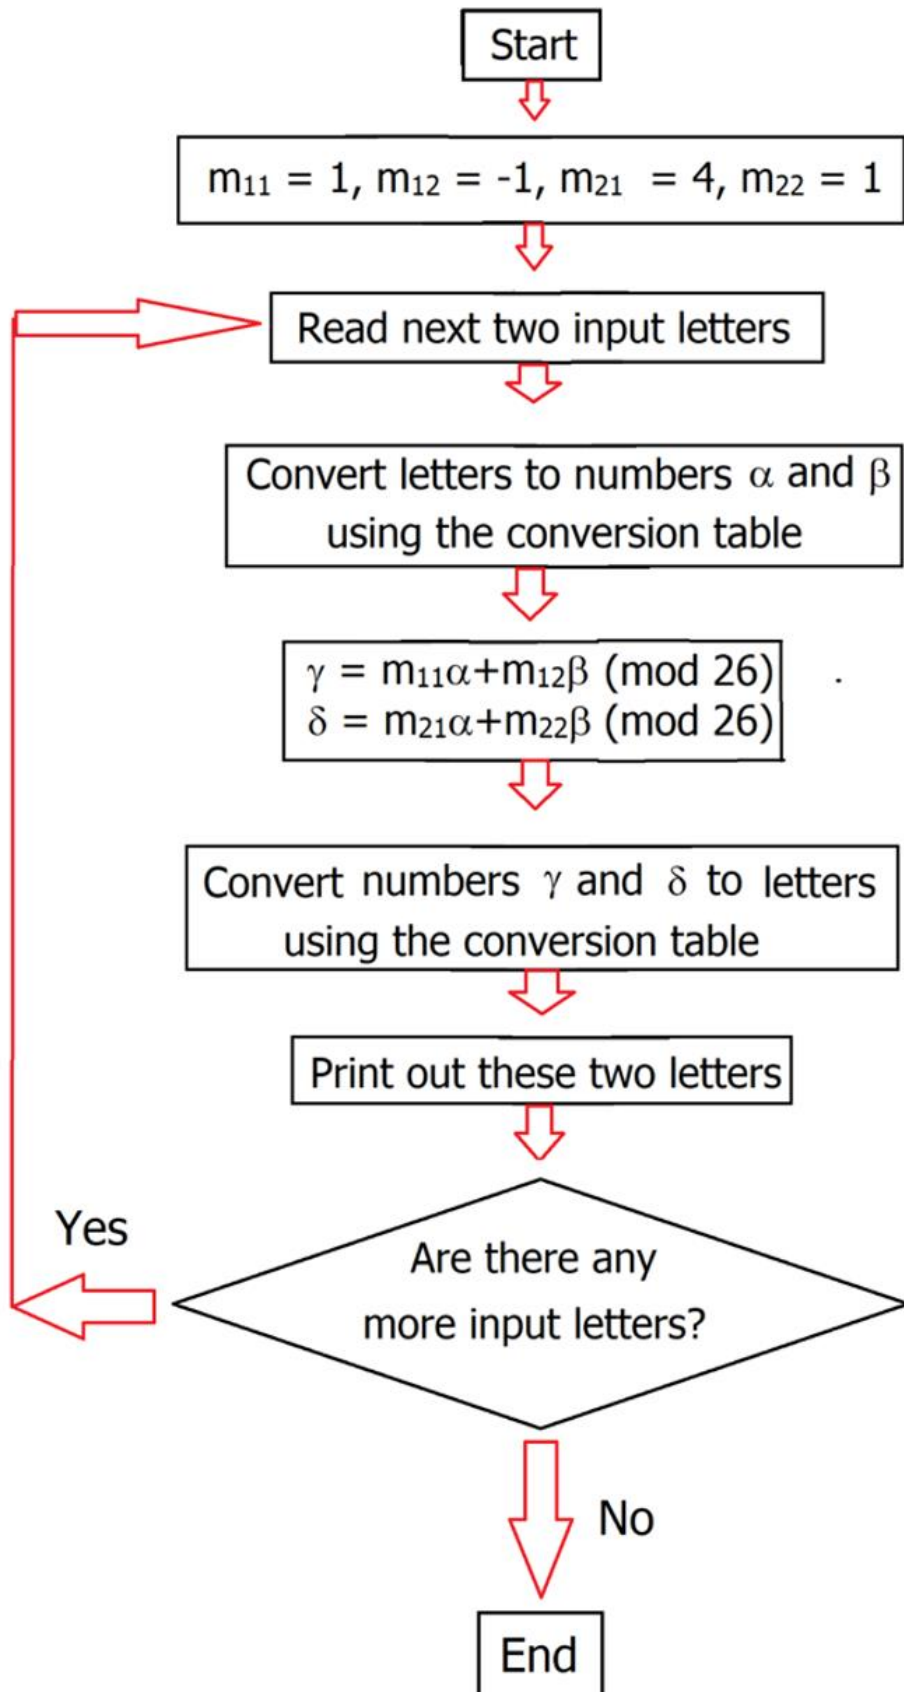 Start
m₁₁ = 1, m₁₂ = -1, m₂₁ = 4, m₂₂ = 1
Read next two input letters
Convert letters to numbers α and β
using the conversion table
γ = m₁₁α+m₁₂β (mod 26)
δ = m₂₁α+m₂₂β (mod 26)
.
Convert numbers γ and δ to letters
using the conversion table
Print out these two letters
Are there any
more input letters?
Yes
No
End